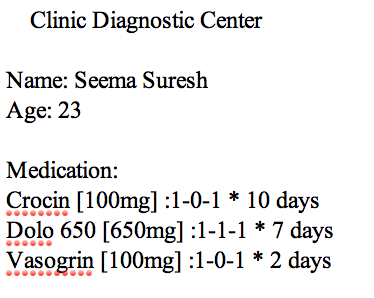 Clinic Diagnostic Center
Name: Seema Suresh
Age: 23
Medication:
Crocin [100mg] :1-0-1 * 10 days
Dolo 650 [650mg] :1-1-1 * 7 days
Vasogrin [100mg] :1-0-1 * 2 days